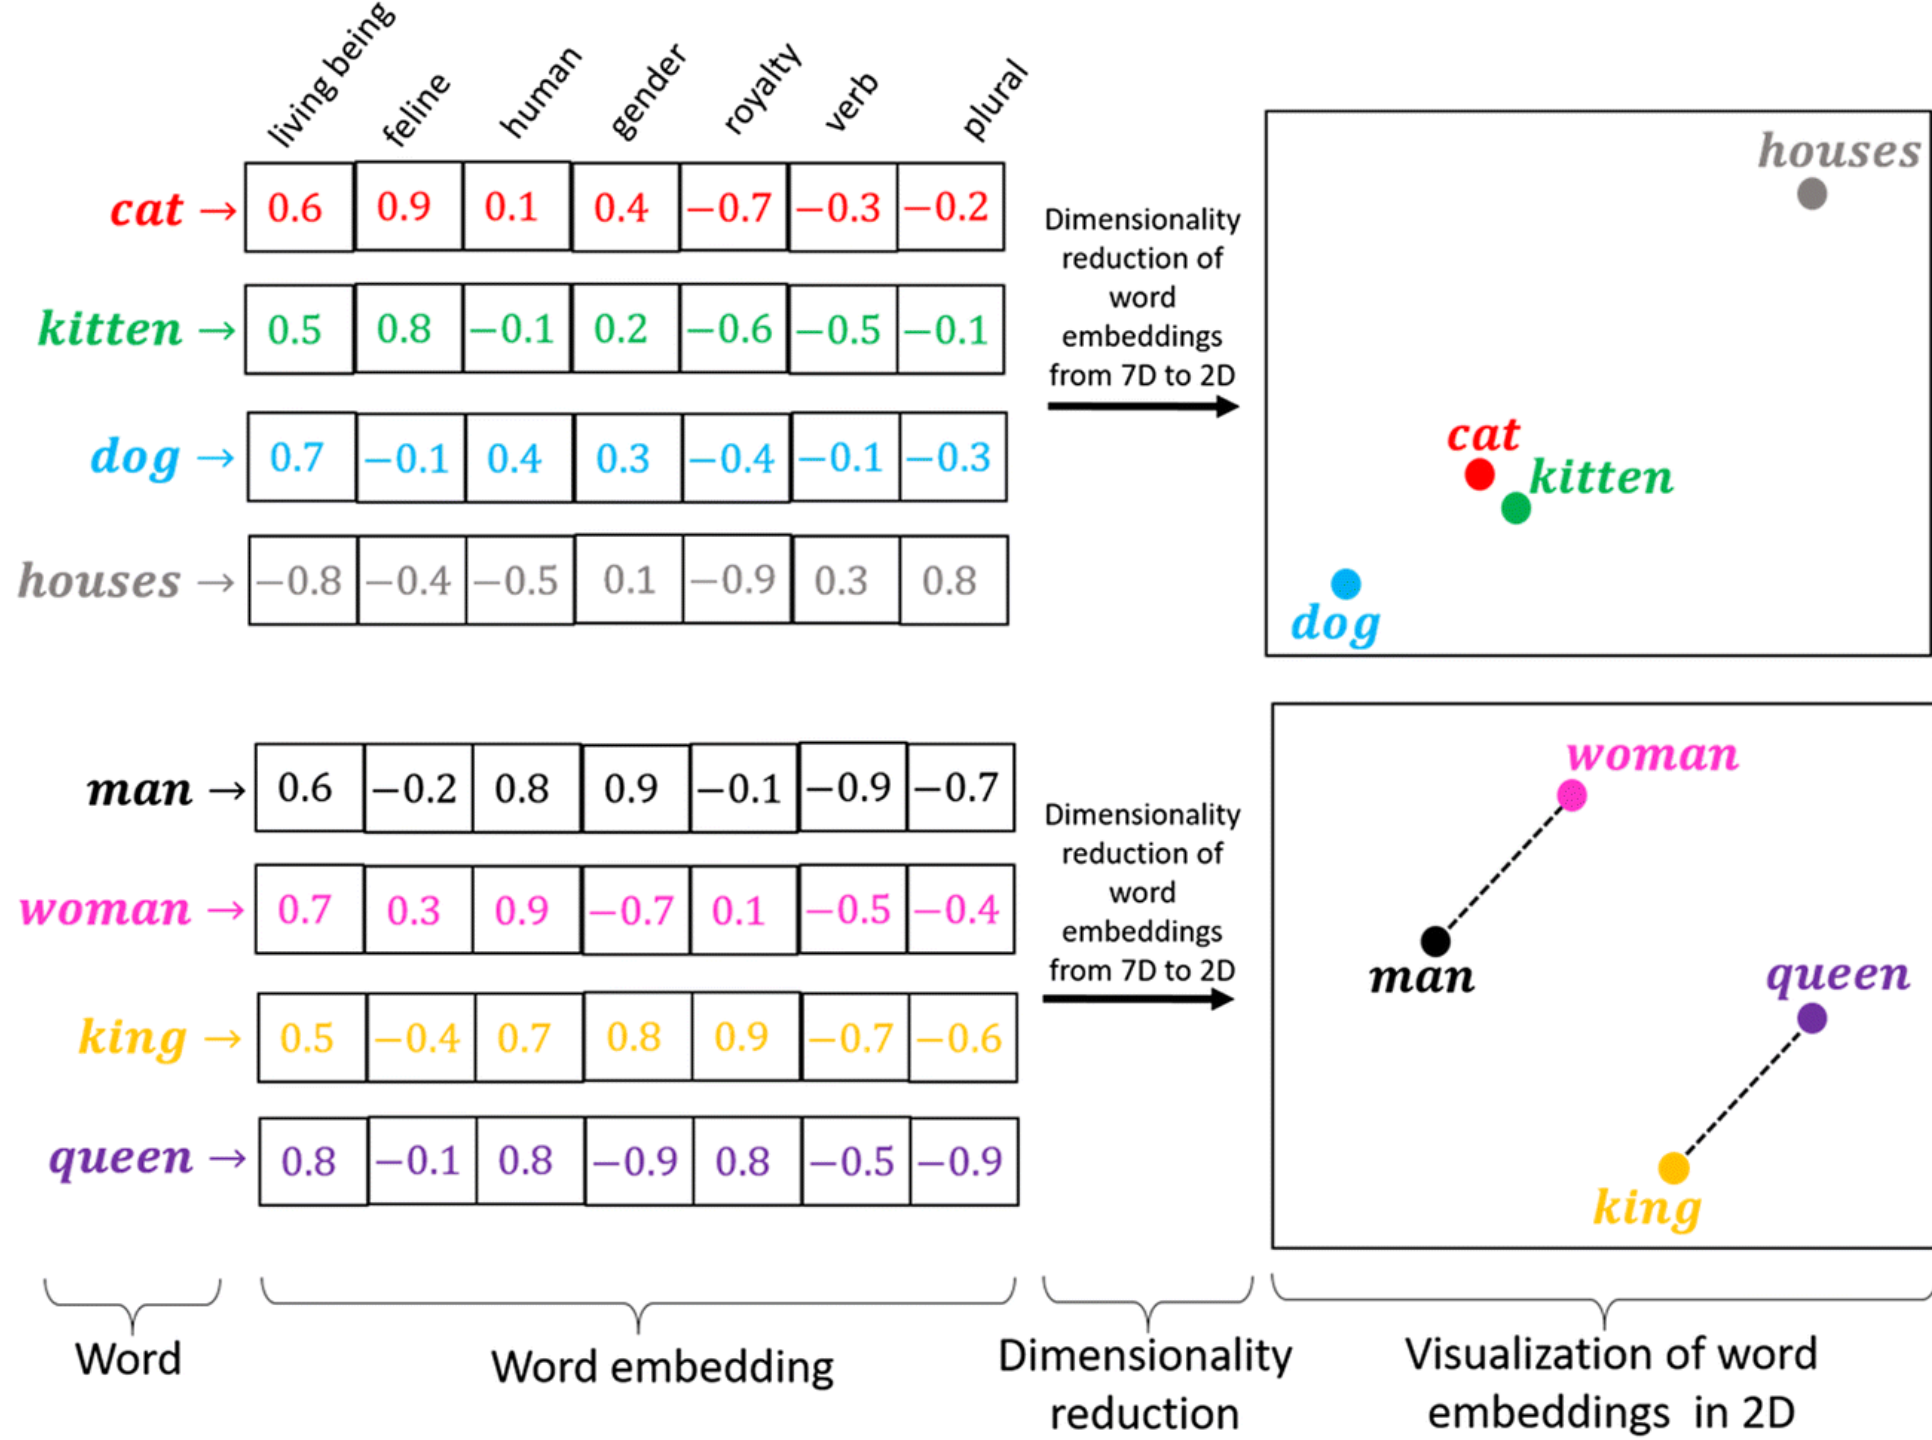 living being feline human gender royalty verb plural
cat → 0.6 0.9 0.1 0.4 −0.7 −0.3 −0.2
kitten → 0.5 0.8 −0.1 0.2 −0.6 −0.5 −0.1
dog → 0.7 −0.1 0.4 0.3 −0.4 −0.1 −0.3
houses → −0.8 −0.4 −0.5 0.1 −0.9 0.3 0.8
Dimensionality
reduction of
word
embeddings
from 7D to 2D
houses
cat
kitten
dog
man → 0.6 −0.2 0.8 0.9 −0.1 −0.9 −0.7
woman → 0.7 0.3 0.9 −0.7 0.1 −0.5 −0.4
king → 0.5 −0.4 0.7 0.8 0.9 −0.7 −0.6
queen → 0.8 −0.1 0.8 −0.9 0.8 −0.5 −0.9
Dimensionality
reduction of
word
embeddings
from 7D to 2D
woman
man
queen
king
Word
Word embedding
Dimensionality
reduction
Visualization of word
embeddings in 2D